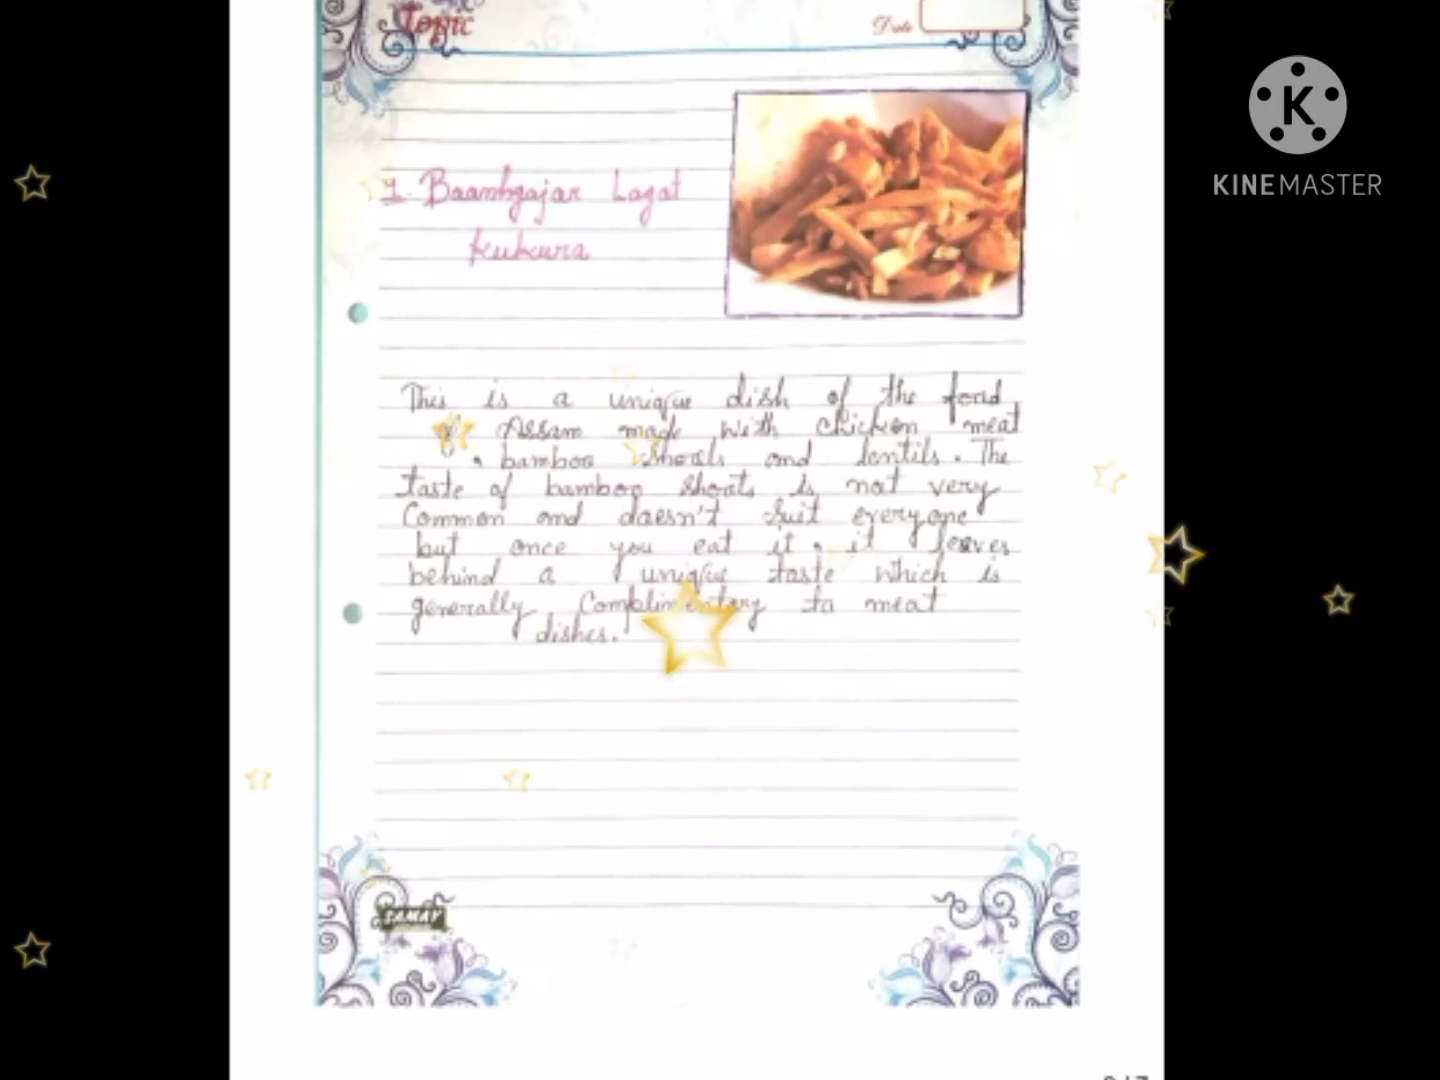 Topic
Date
KINEMASTER
1. Baanhgajar Lagat
kukura
This is a unique dish of the food
of Assam made with chicken meat
, bamboo shoots and lentils. The
taste of bamboo shoots is not very
Common and doesn't suit everyone
but once you eat it, it leaves
behind a unique taste which is
generally Complimentary to meat
dishes.
SAMAY